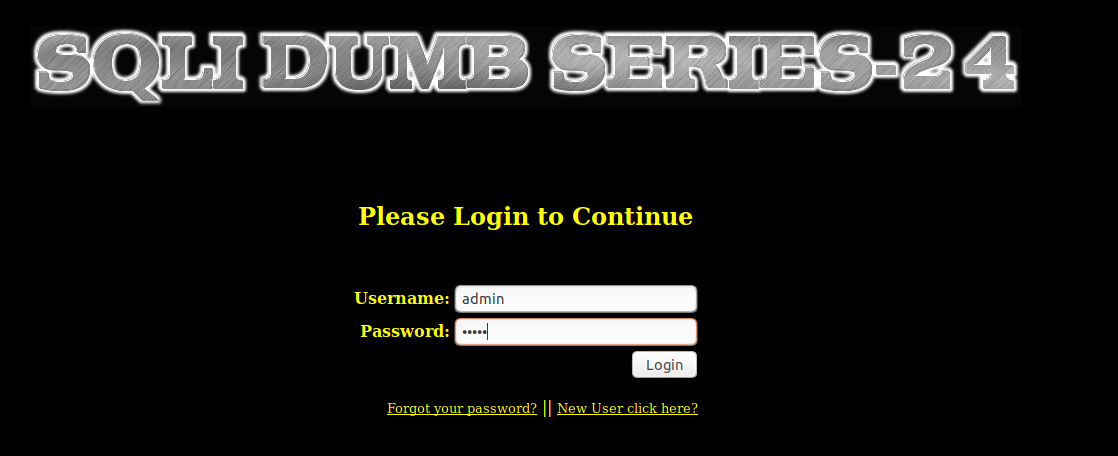 SQLI DUMB SERIES-24
Please Login to Continue
Username: admin
Password: •••••
Login
Forgot your password? || New User click here?